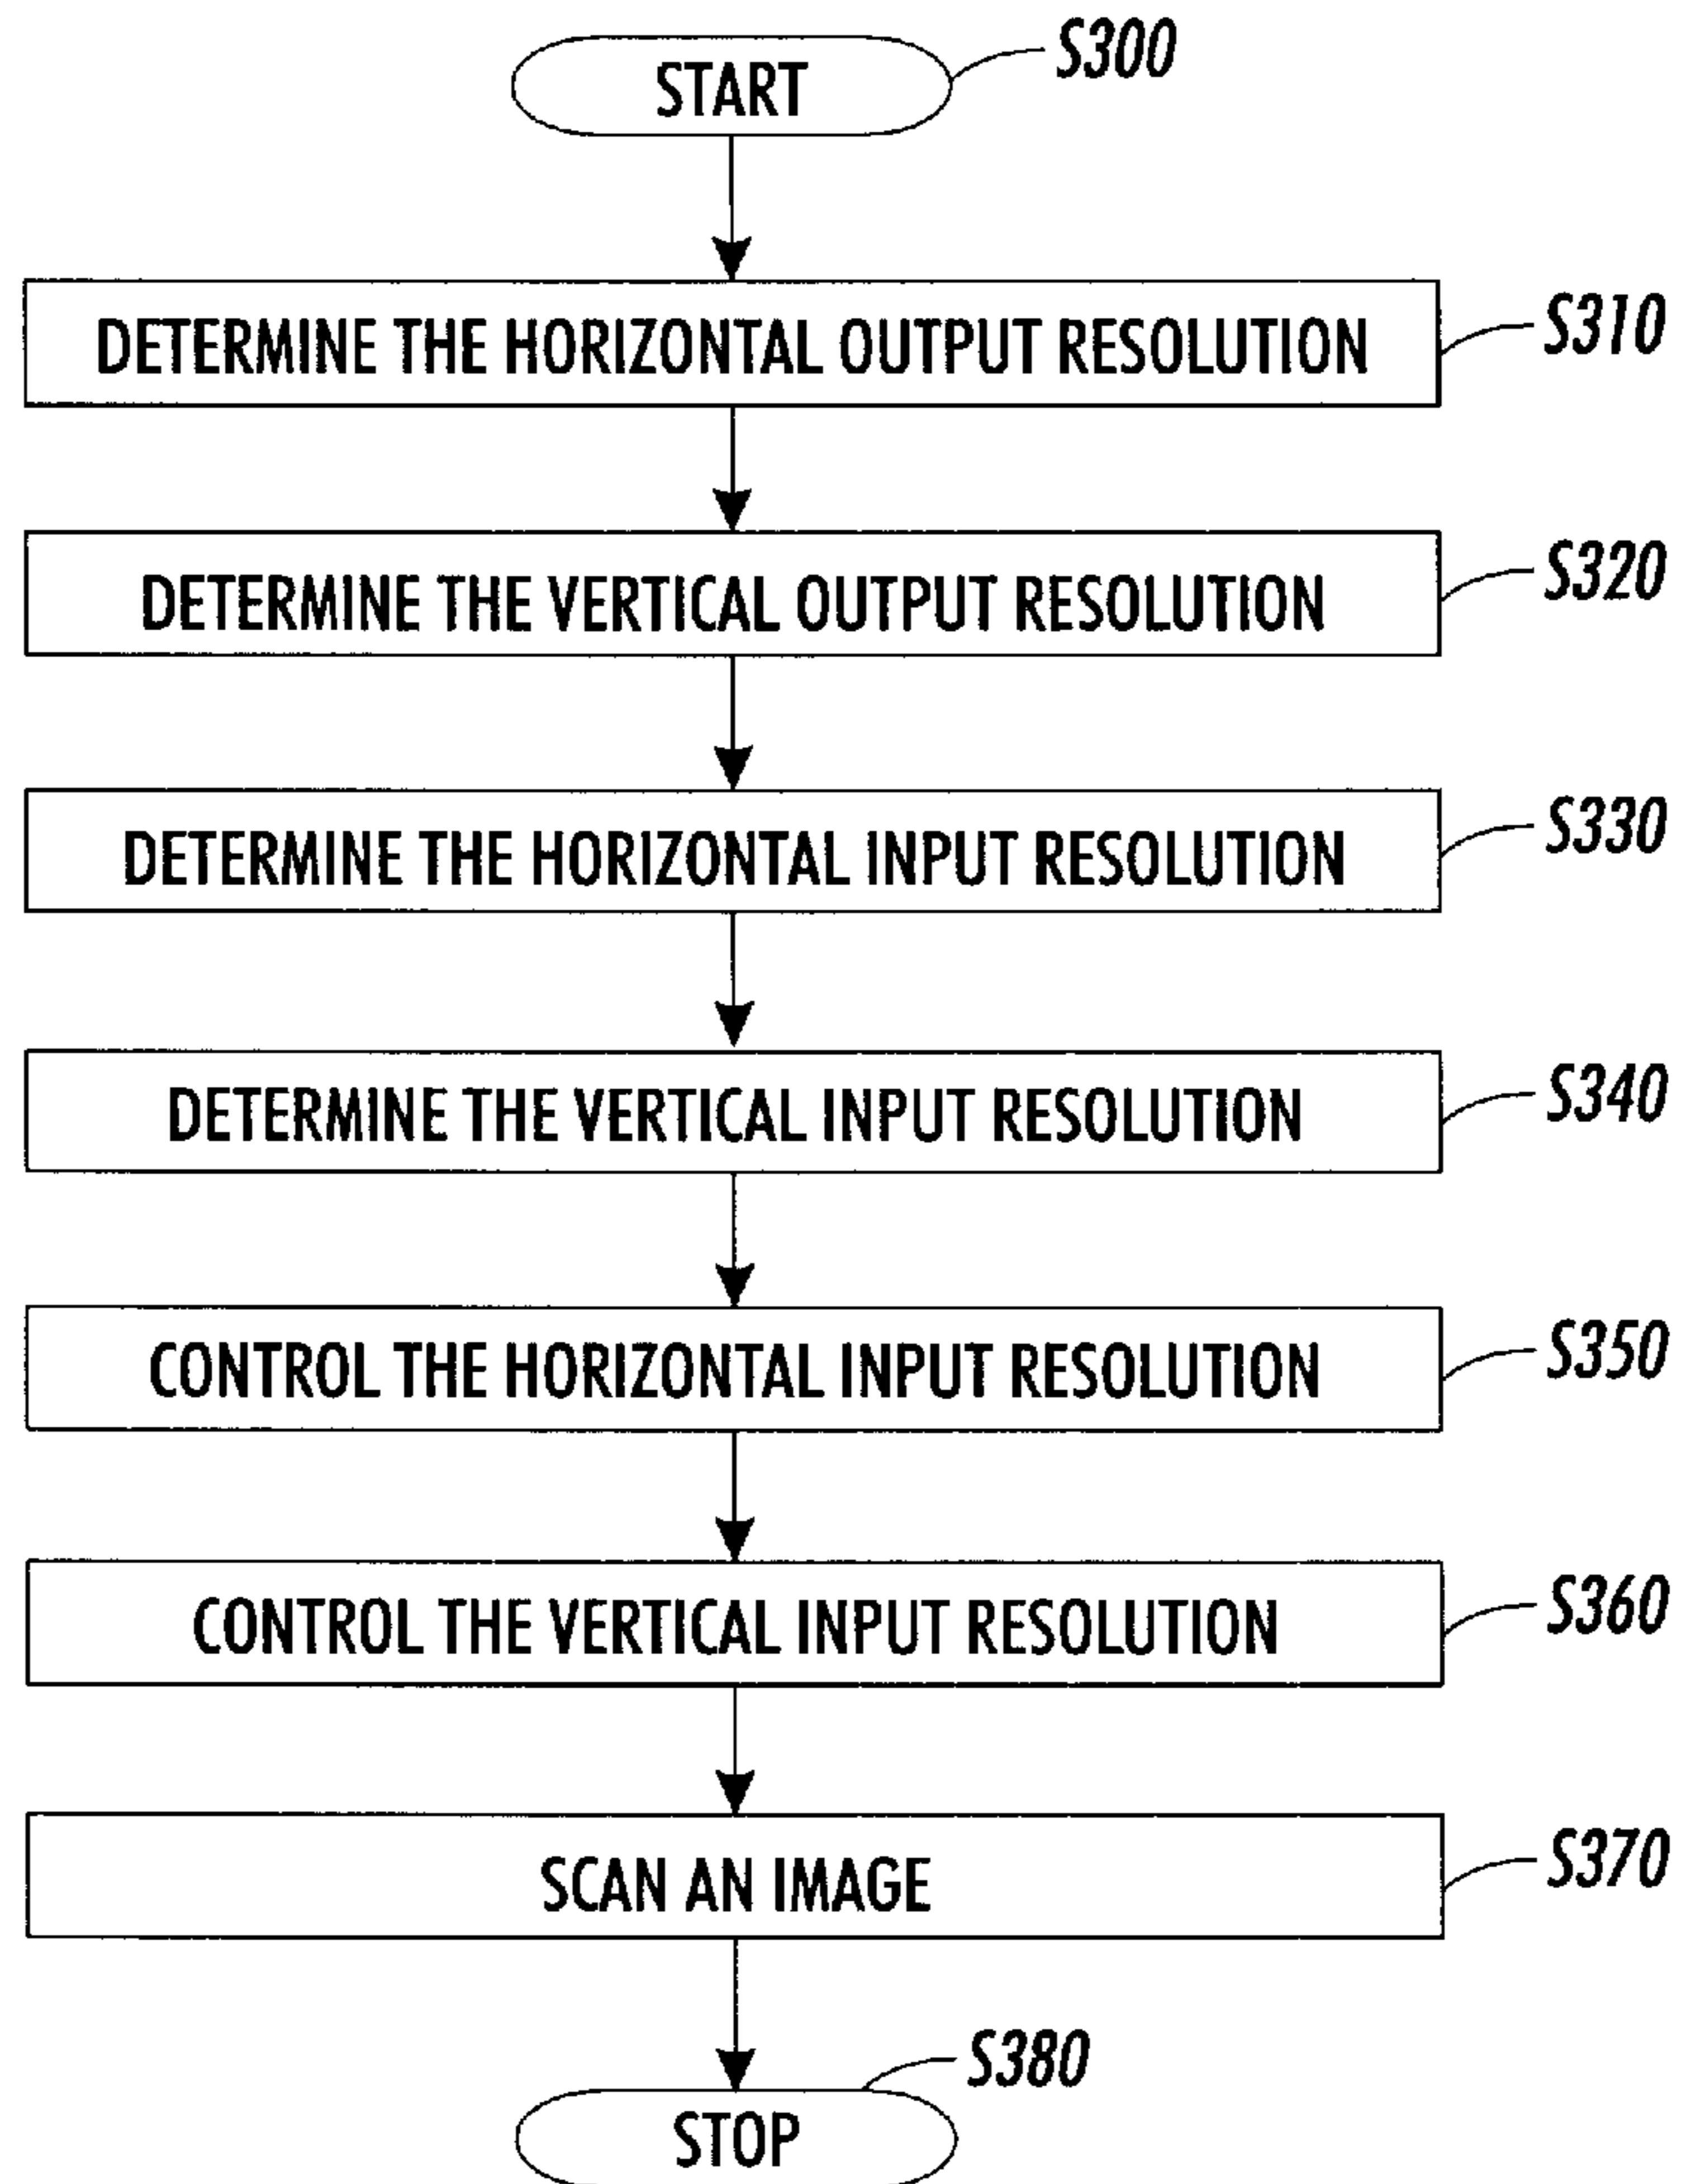 START
S300
DETERMINE THE HORIZONTAL OUTPUT RESOLUTION
S310
DETERMINE THE VERTICAL OUTPUT RESOLUTION
S320
DETERMINE THE HORIZONTAL INPUT RESOLUTION
S330
DETERMINE THE VERTICAL INPUT RESOLUTION
S340
CONTROL THE HORIZONTAL INPUT RESOLUTION
S350
CONTROL THE VERTICAL INPUT RESOLUTION
S360
SCAN AN IMAGE
S370
S380
STOP